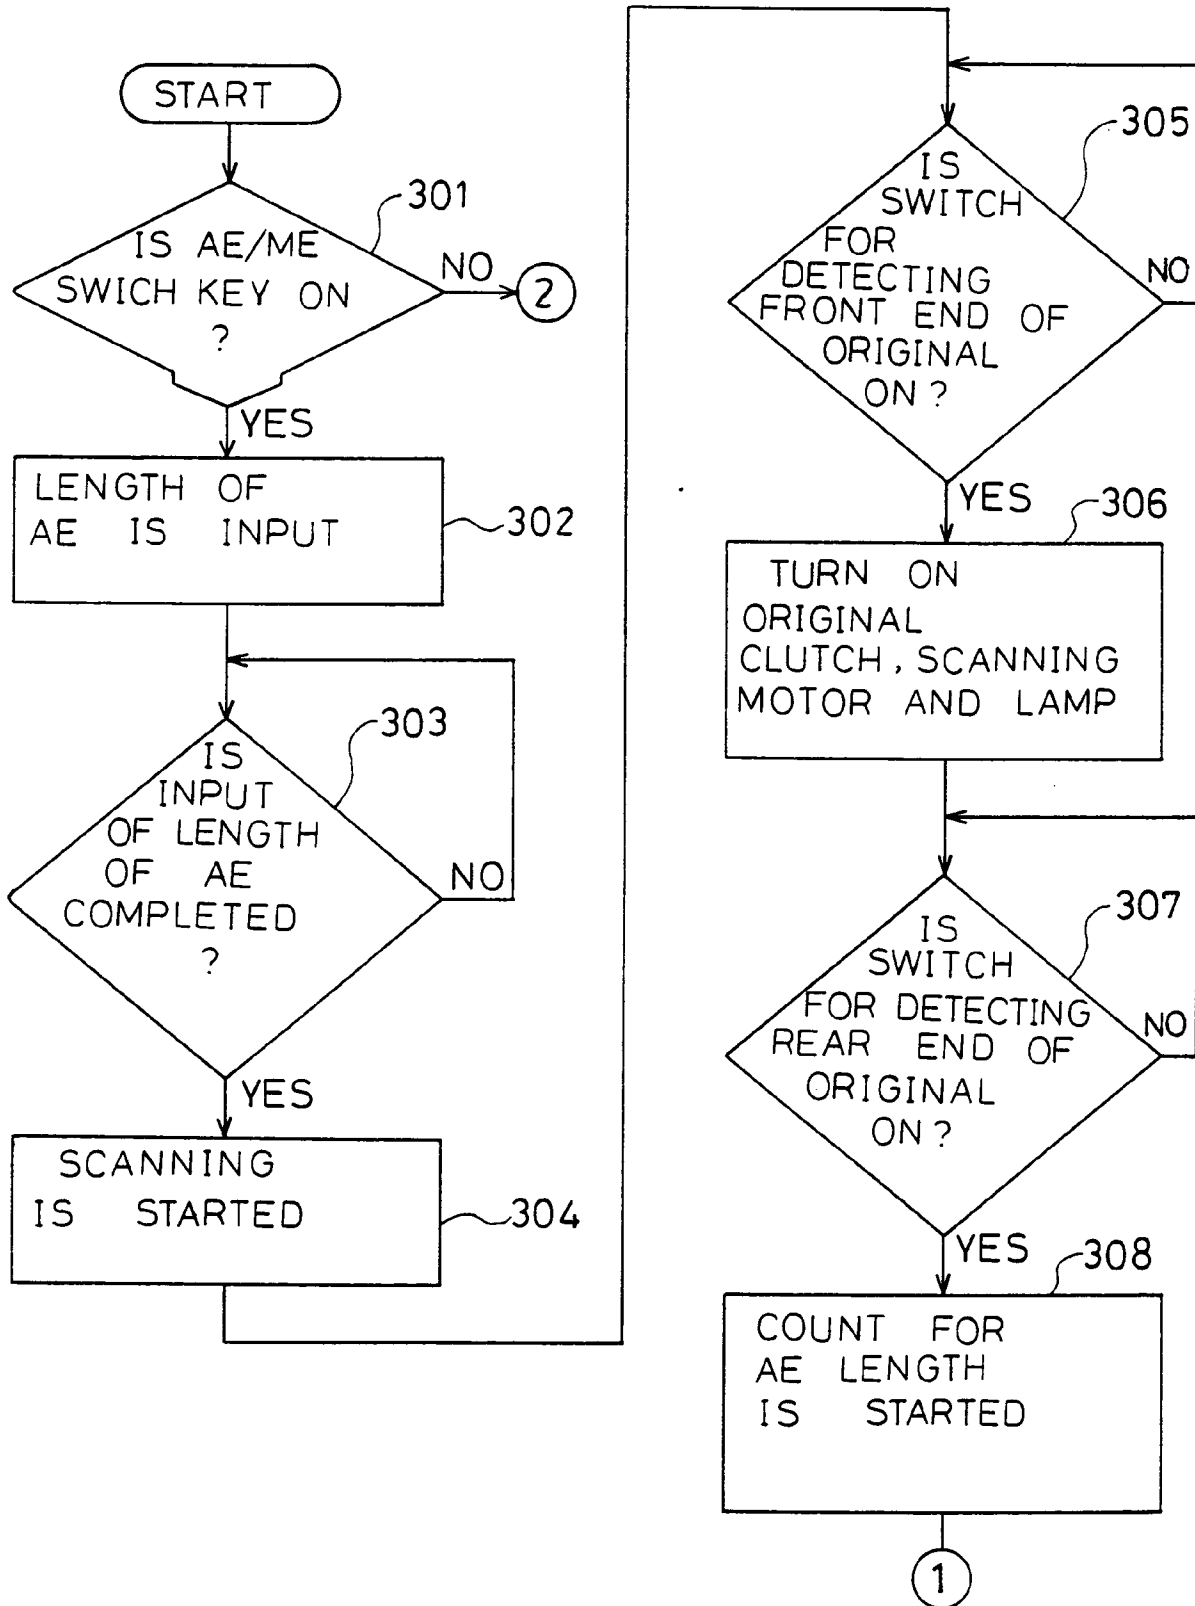 START
301
IS AE/ME
SWICH KEY ON
?
NO
2
YES
LENGTH OF
AE IS INPUT
302
303
IS
INPUT
OF LENGTH
OF AE
COMPLETED
?
NO
YES
SCANNING
IS STARTED
304
305
IS
SWITCH
FOR
DETECTING
FRONT END OF
ORIGINAL
ON?
NO
YES
306
TURN ON
ORIGINAL
CLUTCH, SCANNING
MOTOR AND LAMP
307
IS
SWITCH
FOR DETECTING
REAR END OF
ORIGINAL
ON?
NO
YES
308
COUNT FOR
AE LENGTH
IS STARTED
1